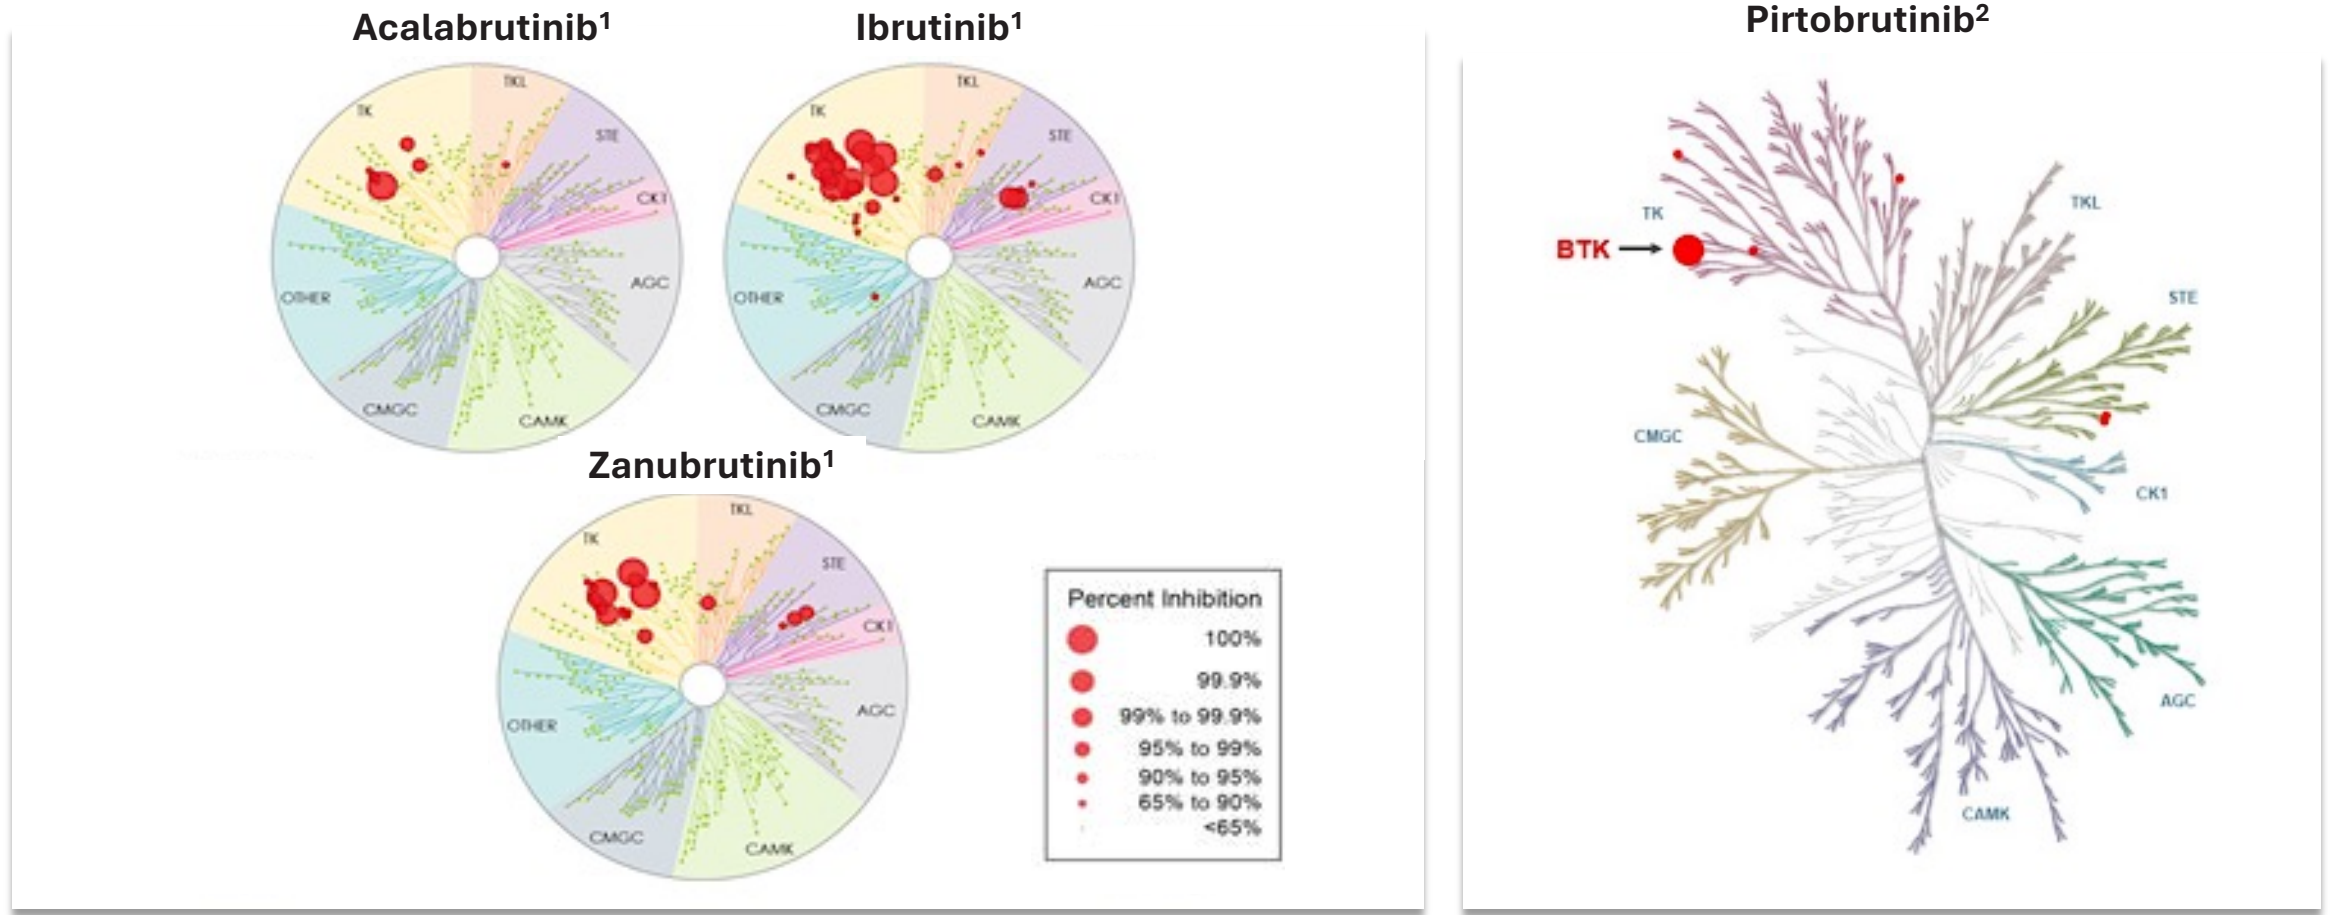 Acalabrutinib¹
Ibrutinib¹
Pirtobrutinib²
TKL
TK
STE
CK1
AGC
OTHER
CMGC
CAMK
TKL
TK
STE
CK1
AGC
OTHER
CMGC
CAMK
Zanubrutinib¹
TKL
TK
STE
CK1
AGC
OTHER
CMGC
CAMK
Percent Inhibition
100%
99.9%
99% to 99.9%
95% to 99%
90% to 95%
65% to 90%
<65%
TK
TKL
BTK
STE
CMGC
CK1
AGC
CAMK